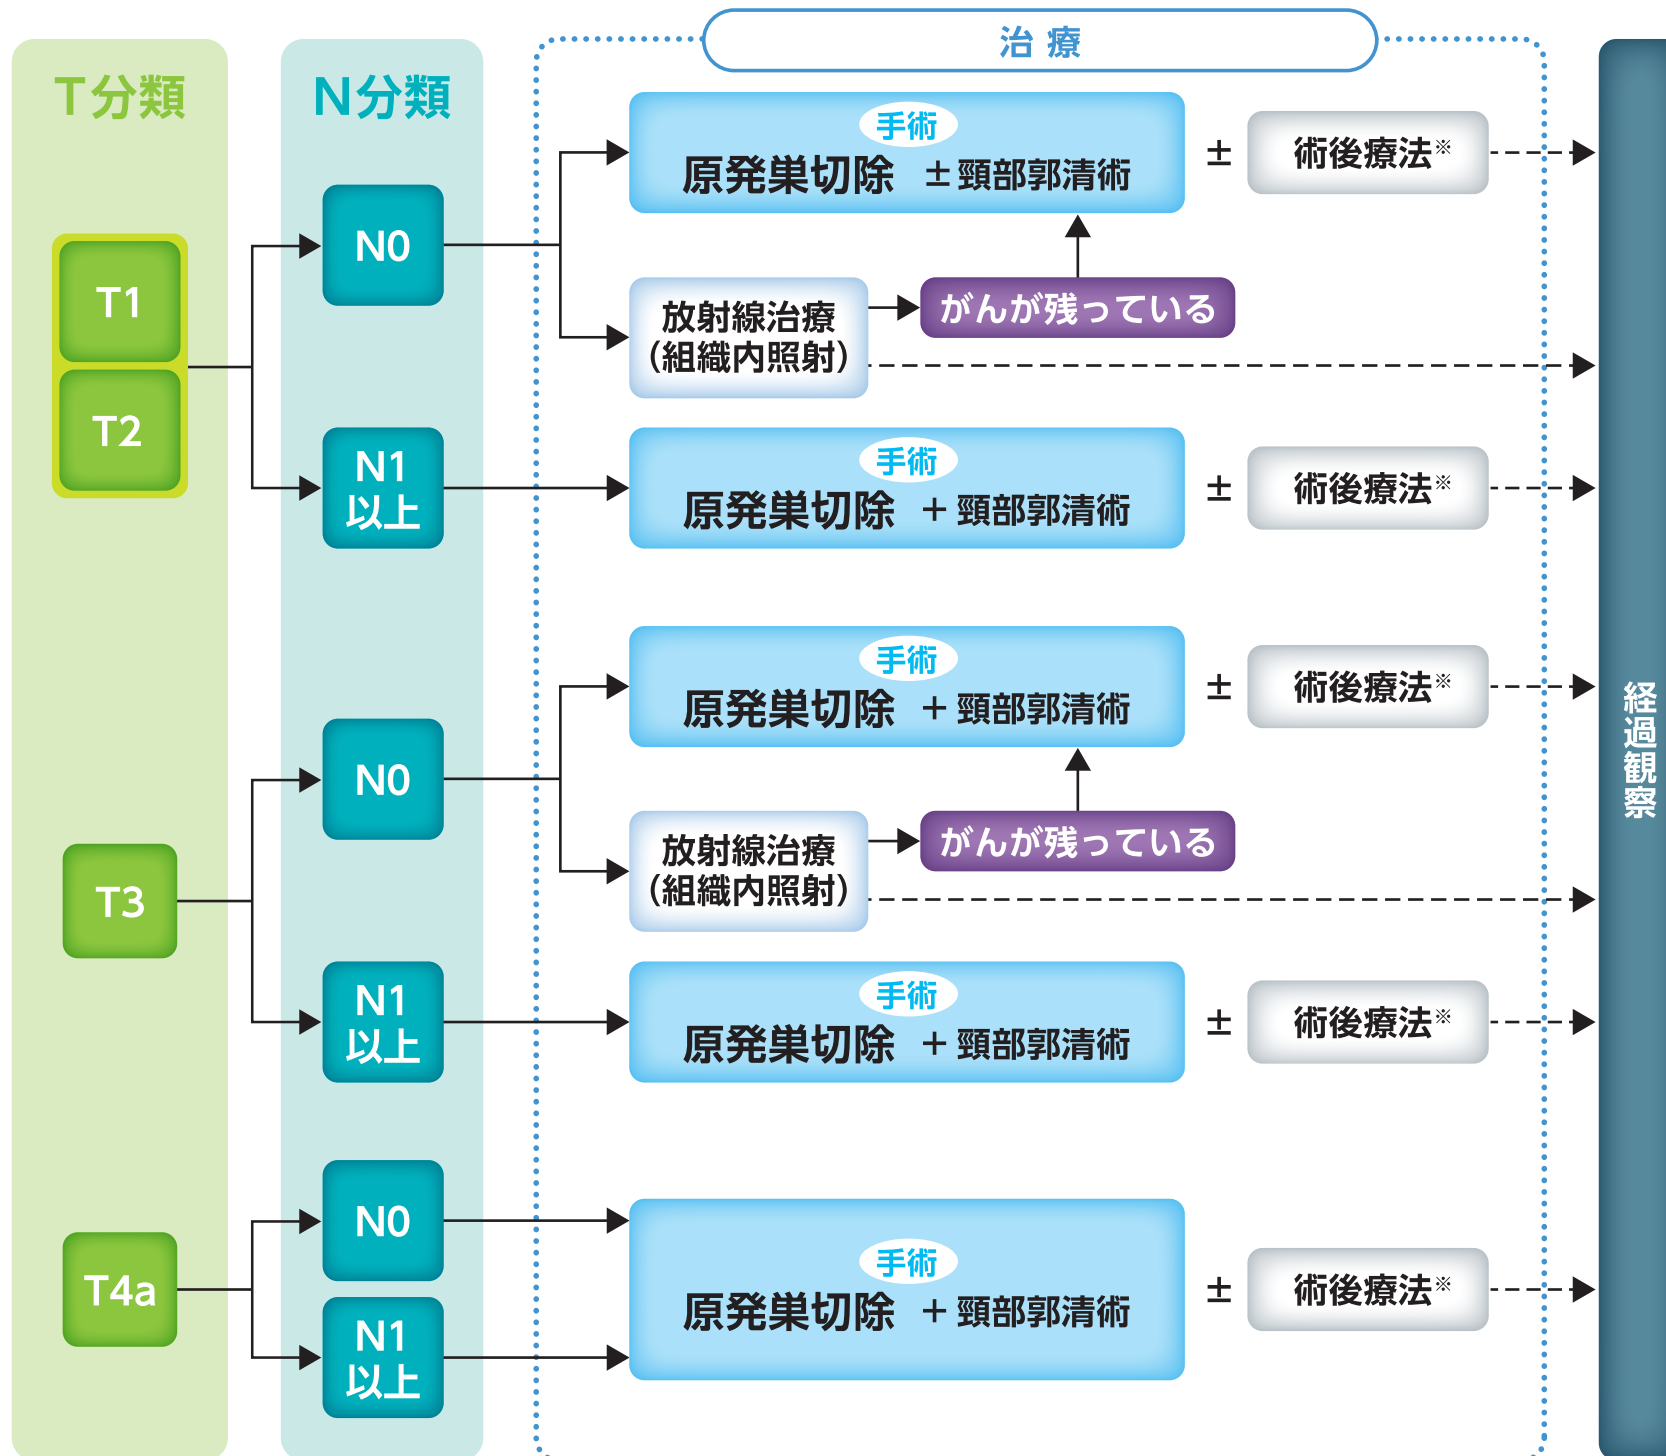 治療
T分類
N分類
T1
T2
N0
手術
原発巣切除 ±頸部郭清術
±
術後療法※
放射線治療
(組織内照射)
がんが残っている
N1
以上
手術
原発巣切除 +頸部郭清術
±
術後療法※
T3
N0
手術
原発巣切除 +頸部郭清術
±
術後療法※
放射線治療
(組織内照射)
がんが残っている
N1
以上
手術
原発巣切除 +頸部郭清術
±
術後療法※
T4a
N0
N1
以上
手術
原発巣切除 +頸部郭清術
±
術後療法※
経過観察